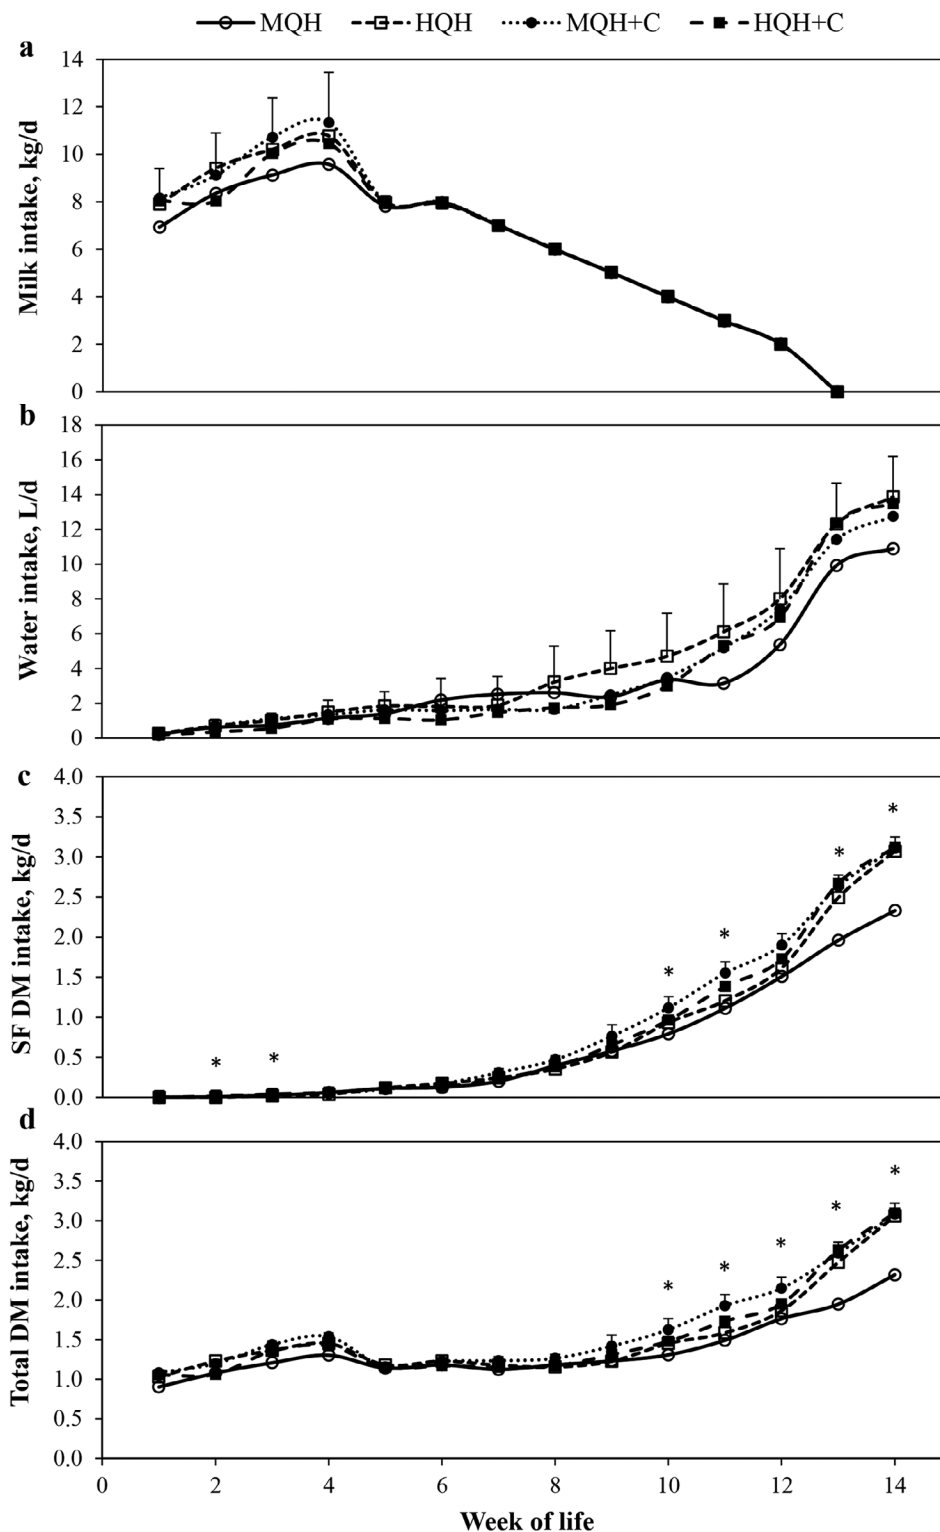 MQH HQH MQH+C HQH+C
a
Milk intake, kg/d
14
12
10
8
6
4
2
0
b
Water intake, L/d
18
16
14
12
10
8
6
4
2
0
c
SF DM intake, kg/d
4.0
3.5
3.0
2.5
2.0
1.5
1.0
0.5
0.0
* * * * * *
d
Total DM intake, kg/d
4.0
3.5
3.0
2.5
2.0
1.5
1.0
0.5
0.0
* * * * *
0 2 4 6 8 10 12 14
Week of life